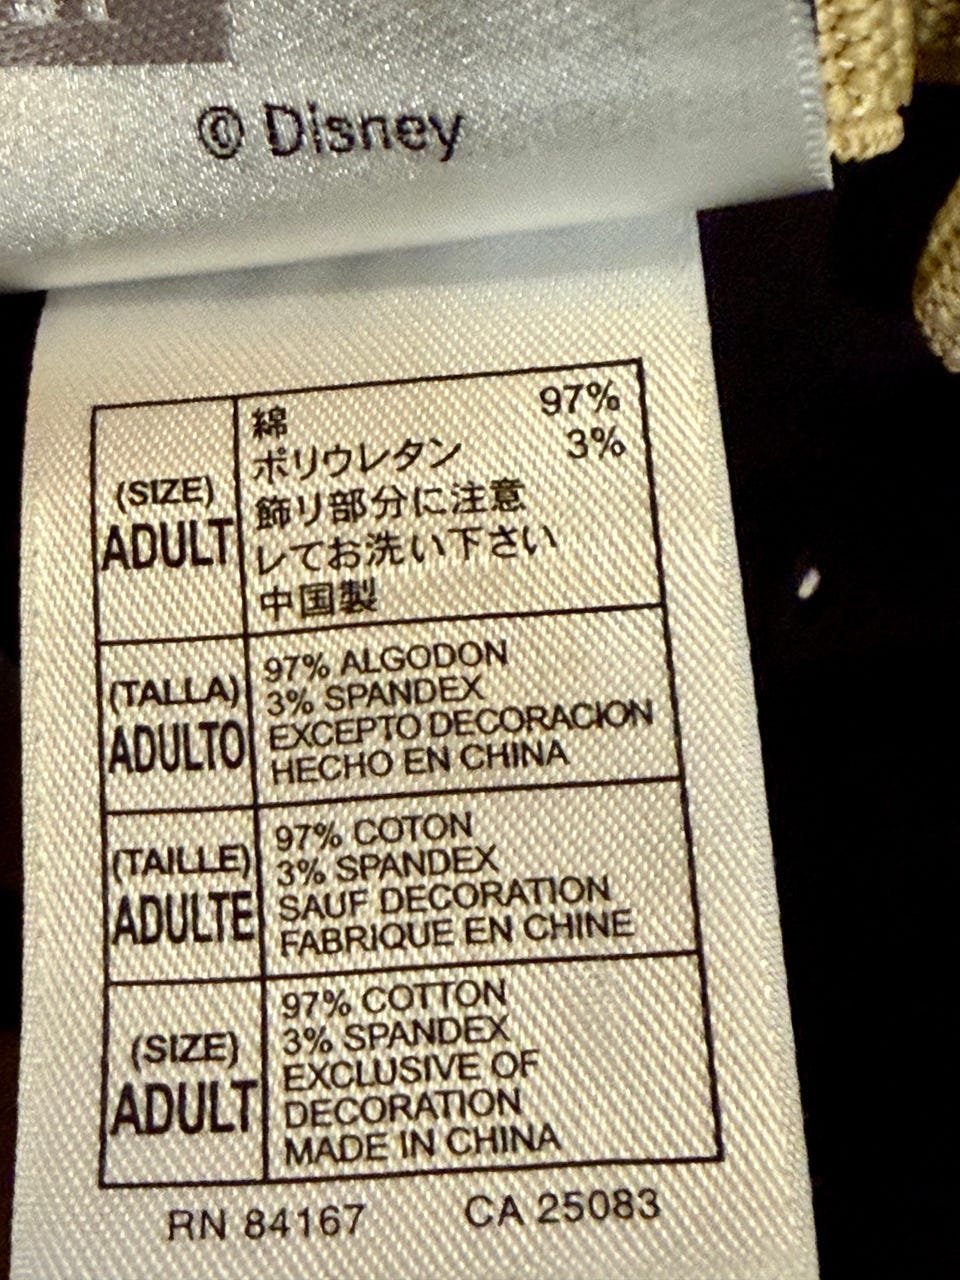 © Disney
(SIZE)
ADULT
綿 97%
ポリウレタン 3%
飾リ部分に注意
レてお洗い下さい
中国製
(TALLA)
ADULTO
97% ALGODON
3% SPANDEX
EXCEPTO DECORACION
HECHO EN CHINA
(TAILLE)
ADULTE
97% COTON
3% SPANDEX
SAUF DECORATION
FABRIQUE EN CHINE
(SIZE)
ADULT
97% COTTON
3% SPANDEX
EXCLUSIVE OF
DECORATION
MADE IN CHINA
RN 84167 CA 25083